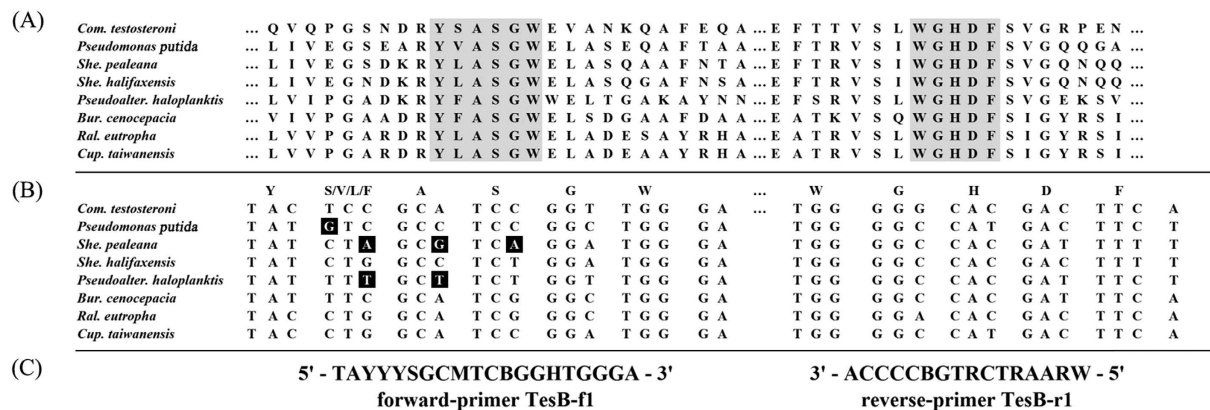 (A)
Com. testosteroni ... Q V Q P G S N D R Y S A S G W E V A N K Q A F E Q A ... E F T T V S L W G H D F S V G R P E N ...
Pseudomonas putida ... L I V E G S E A R Y V A S G W E L A S E Q A F T A A ... E F T R V S I W G H D F S V G Q Q G A ...
She. pealeana ... L I V E G S D K R Y L A S G W E L A S Q A A F N T A ... E F T R V S I W G H D F S V G Q N Q Q ...
She. halifaxensis ... L I V E G N D K R Y L A S G W E L A S Q G A F N S A ... E F T R V S I W G H D F S V G Q N Q Q ...
Pseudoalter. haloplanktis ... L V I P G A D K R Y F A S G W W E L T G A K A Y N N ... E F S R V S L W G H D F S V G E K S V ...
Bur. cenocepacia ... V I V P G A A D R Y F A S G W E L S D G A A F D A A ... E A T K V S Q W G H D F S I G Y R S I ...
Ral. eutropha ... L V V P G A R D R Y L A S G W E L A D E S A Y R H A ... E A T R V S L W G H D F S I G Y R S I ...
Cup. taiwanensis ... L V V P G A R D R Y L A S G W E L A D E A A Y R H A ... E A T R V S L W G H D F S I G Y R S I ...
(B)
Y S/V/L/F A S G W ... W G H D F
Com. testosteroni T A C T C C G C A T C C G G T T G G G A ... T G G G G G C A C G A C T T C A
Pseudomonas putida T A T G T C G C C T C C G G C T G G G A T G G G G C C A T G A C T T C T
She. pealeana T A T C T A G C G T C A G G A T G G G A T G G G G C C A C G A T T T T T
She. halifaxensis T A T C T G G C C T C T G G A T G G G A T G G G G C C A C G A C T T T T
Pseudoalter. haloplanktis T A T T T T G C T T C T G G T T G G G A T G G G G C C A C G A C T T C T
Bur. cenocepacia T A T T T C G C A T C G G G C T G G G A T G G G G C C A C G A T T T C A
Ral. eutropha T A C C T G G C A T C G G G C T G G G A T G G G G A C A C G A C T T C A
Cup. taiwanensis T A C C T G G C A T C C G G A T G G G A T G G G G C C A T G A C T T C A
(C) 5' - TAYYYSGCMTCBGGHTGGGA - 3' 3' - ACCCCBGTRCTRAARW - 5'
forward-primer TesB-f1 reverse-primer TesB-r1